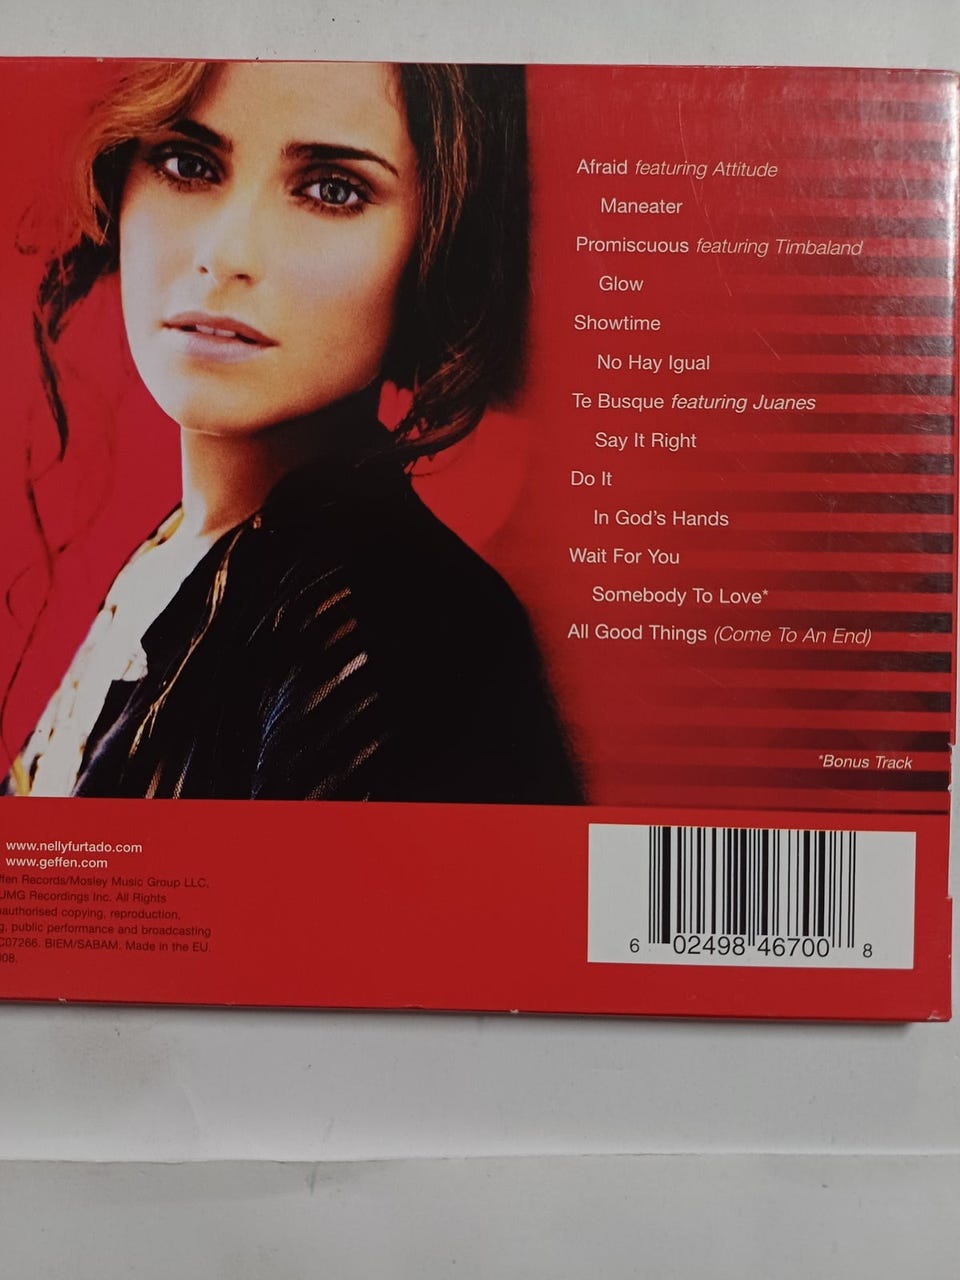 Afraid featuring Attitude
Maneater
Promiscuous featuring Timbaland
Glow
Showtime
No Hay Igual
Te Busque featuring Juanes
Say It Right
Do It
In God's Hands
Wait For You
Somebody To Love*
All Good Things (Come To An End)
*Bonus Track
www.nellyfurtado.com
www.geffen.com
ffen Records/Mosley Music Group LLC,
UMG Recordings Inc. All Rights
authorised copying, reproduction,
g, public performance and broadcasting
C07266. BIEM/SABAM. Made in the EU.
08.
6 02498 46700 8